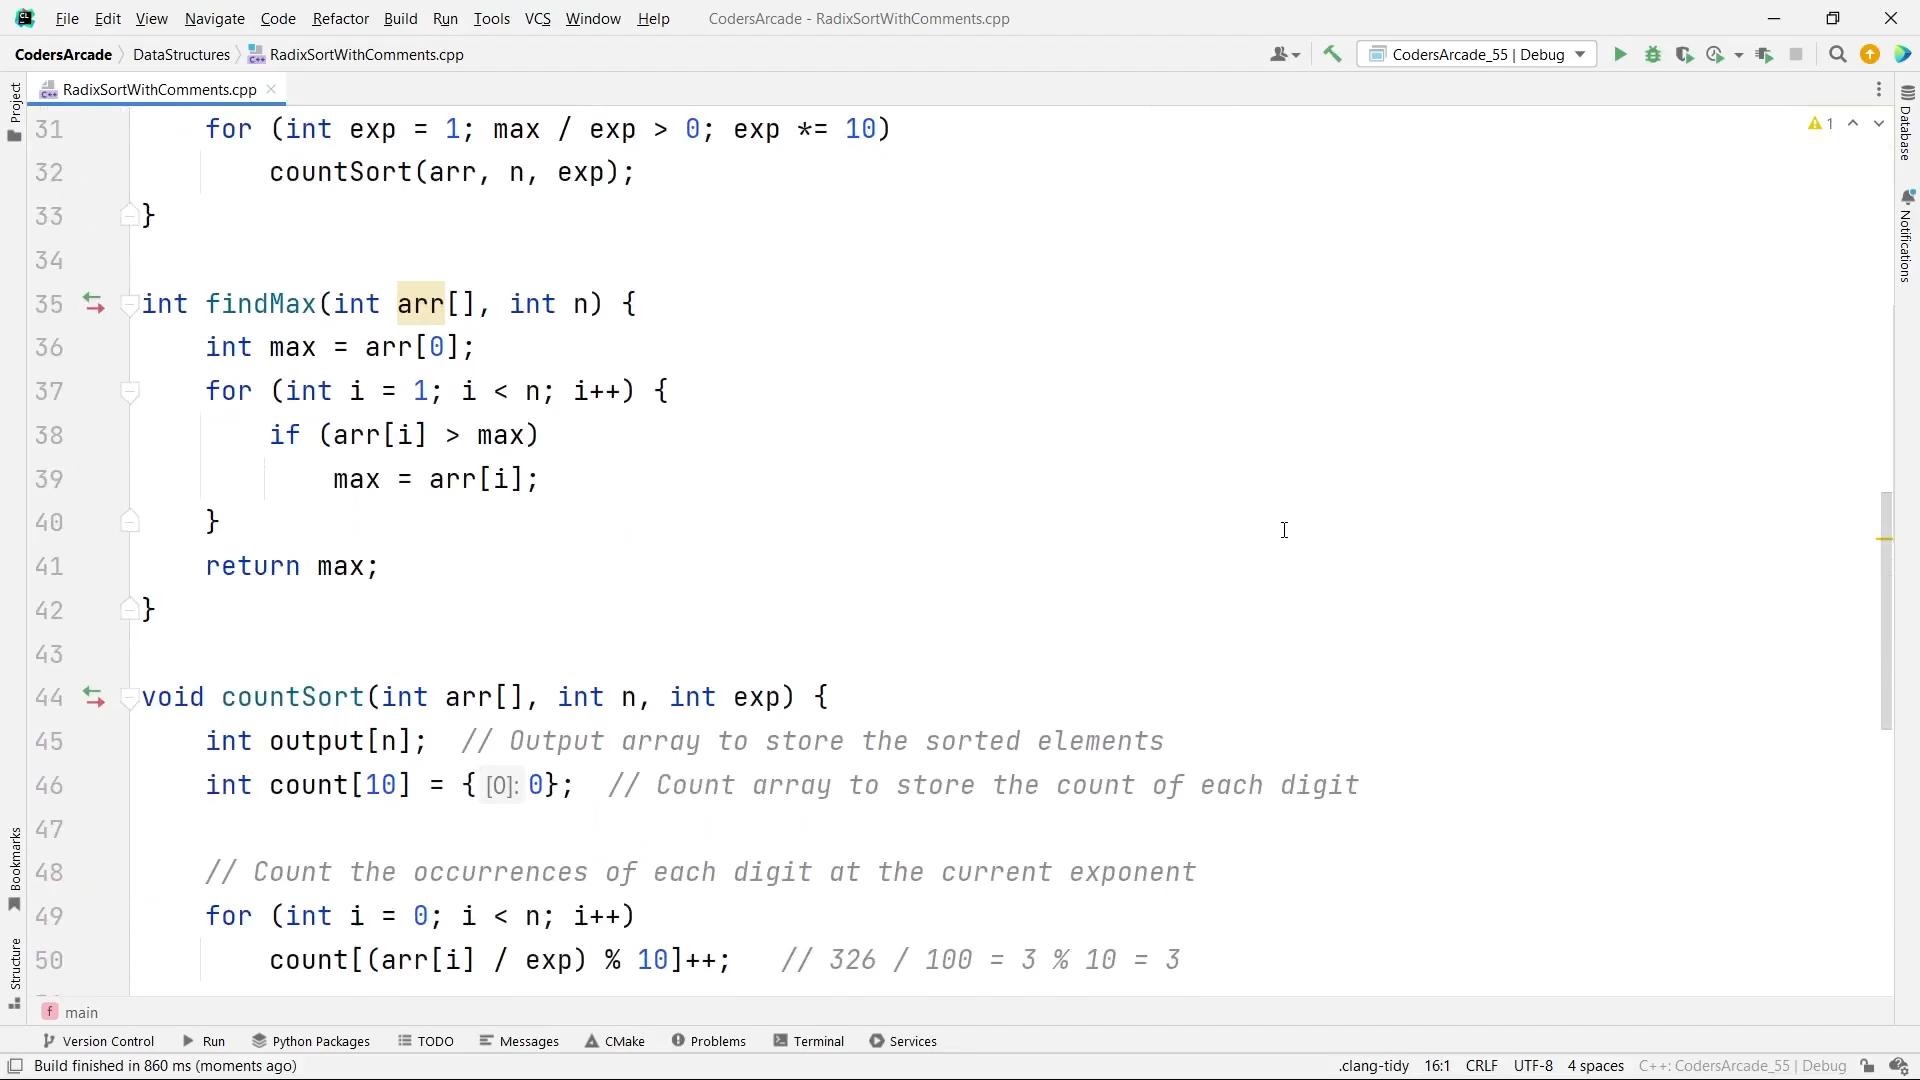 File Edit View Navigate Code Refactor Build Run Tools VCS Window Help CodersArcade - RadixSortWithComments.cpp
CodersArcade DataStructures RadixSortWithComments.cpp CodersArcade_55 | Debug
RadixSortWithComments.cpp
Project
Database
Notifications
Bookmarks
Structure
1
31 for (int exp = 1; max / exp > 0; exp *= 10)
32 countSort(arr, n, exp);
33 }
34
35 int findMax(int arr[], int n) {
36 int max = arr[0];
37 for (int i = 1; i < n; i++) {
38 if (arr[i] > max)
39 max = arr[i];
40 }
41 return max;
42 }
43
44 void countSort(int arr[], int n, int exp) {
45 int output[n]; // Output array to store the sorted elements
46 int count[10] = {[0]: 0}; // Count array to store the count of each digit
47
48 // Count the occurrences of each digit at the current exponent
49 for (int i = 0; i < n; i++)
50 count[(arr[i] / exp) % 10]++; // 326 / 100 = 3 % 10 = 3
f main
Version Control Run Python Packages TODO Messages CMake Problems Terminal Services
Build finished in 860 ms (moments ago) .clang-tidy 16:1 CRLF UTF-8 4 spaces C++: CodersArcade_55 | Debug